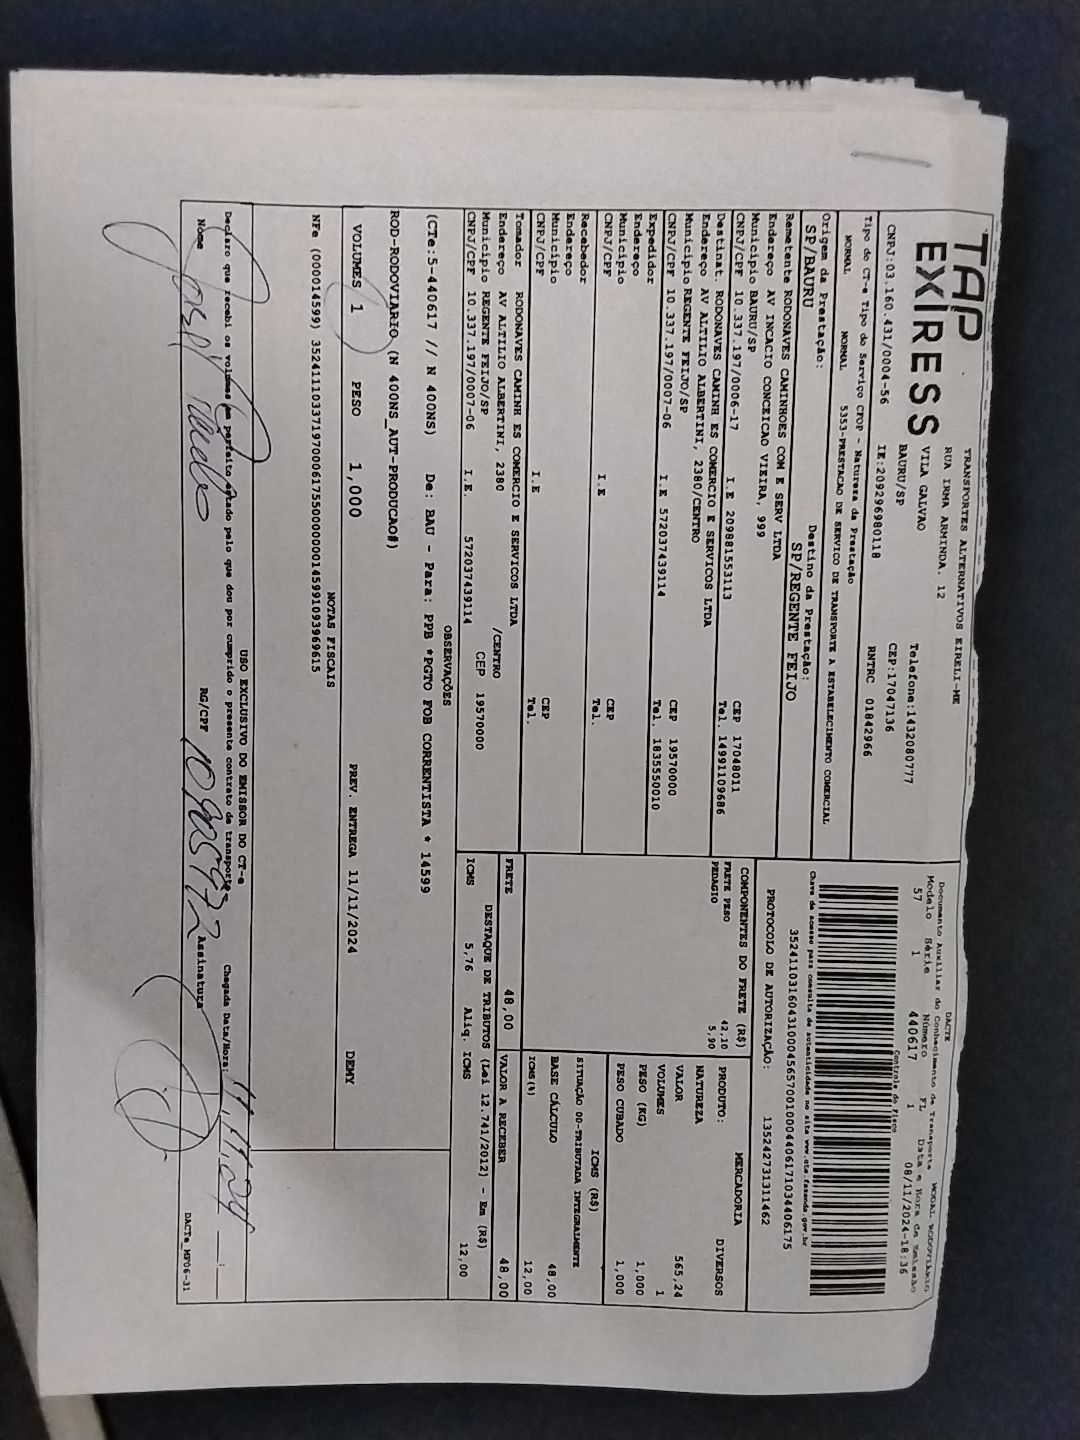 TAP
EXPRESS
TRANSPORTES ALTERNATIVOS EIRELI-ME
RUA IRMA ARMINDA. 12
VILA GALVAO
BAURU/SP
Telefone:1432080777
CEP:17047136
CNPJ:03.160.431/0004-56 IE:209296980118 RNTRC 01842966
Tipo do CT-e Tipo do Serviço CFOP - Natureza da Prestação
NORMAL NORMAL 5353-PRESTACAO DE SERVICO DE TRANSPORTE A ESTABELECIMENTO COMERCIAL
Origem da Prestação: Destino da Prestação:
SP/BAURU SP/REGENTE FEIJO
Remetente RODONAVES CAMINHOES COM E SERV LTDA
Endereço AV INCACIO CONCEICAO VIEIRA, 999
Município BAURU/SP CEP 17048011
CNPJ/CPF 10.337.197/0006-17 I.E 209881553113 Tel. 14991109686
Destinat. RODONAVES CAMINH ES COMERCIO E SERVICOS LTDA
Endereço AV ALTILIO ALBERTINI, 2380/CENTRO
Município REGENTE FEIJO/SP CEP 19570000
CNPJ/CPF 10.337.197/0007-06 I.E 572037439114 Tel. 1835550010
Expedidor
Endereço
Município CEP
CNPJ/CPF I.E Tel.
Recebedor
Endereço
Município CEP
CNPJ/CPF I.E Tel.
Tomador RODONAVES CAMINH ES COMERCIO E SERVICOS LTDA
Endereço AV ALTILIO ALBERTINI, 2380 /CENTRO
Município REGENTE FEIJO/SP CEP 19570000
CNPJ/CPF 10.337.197/0007-06 I.E. 572037439114
DACTE MODAL RODOVIÁRIO
Documento Auxiliar do Conhecimento de Transporte
Modelo Série Número FL Data e Hora de Emissão
57 1 440617 1 08/11/2024-18:36
Controle do Fisco
Chave de acesso para consulta de autenticidade no site www.cte.fazenda.gov.br
35241103160431000456570010004406171034406175
PROTOCOLO DE AUTORIZAÇÃO: 135242731311462
COMPONENTES DO FRETE (R$)
FRETE PESO 42,10
PEDAGIO 5,90
MERCADORIA
PRODUTO: DIVERSOS
NATUREZA
VALOR 565,24
VOLUMES 1
PESO (KG) 1,000
PESO CUBADO 1,000
ICMS (R$)
SITUAÇÃO 00-TRIBUTADA INTEGRALMENTE
BASE CÁLCULO 48,00
ICMS(%) 12,00
FRETE 48,00 VALOR A RECEBER 48,00
DESTAQUE DE TRIBUTOS (Lei 12.741/2012) - Em (R$)
ICMS 5,76 Aliq. ICMS 12,00
OBSERVAÇÕES
(CTe:5-440617 // N 400NS) De: BAU - Para: PPB *PGTO FOB CORRENTISTA * 14599
ROD-RODOVIARIO (N 400NS_AUT-PRODUCAO#)
VOLUMES 1 PESO 1,000 PREV. ENTREGA 11/11/2024 DEMY
NOTAS FISCAIS
NFe (000014599) 35241110337197000617550000000145991093969615
USO EXCLUSIVO DO EMISSOR DO CT-e
Declaro que recebi os volumes em perfeito estado pelo que dou por cumprido o presente contrato de transporte. Chegada Data/Hora: 11.11.24
Nome RG/CPF Assinatura
DACTe_MF06-31